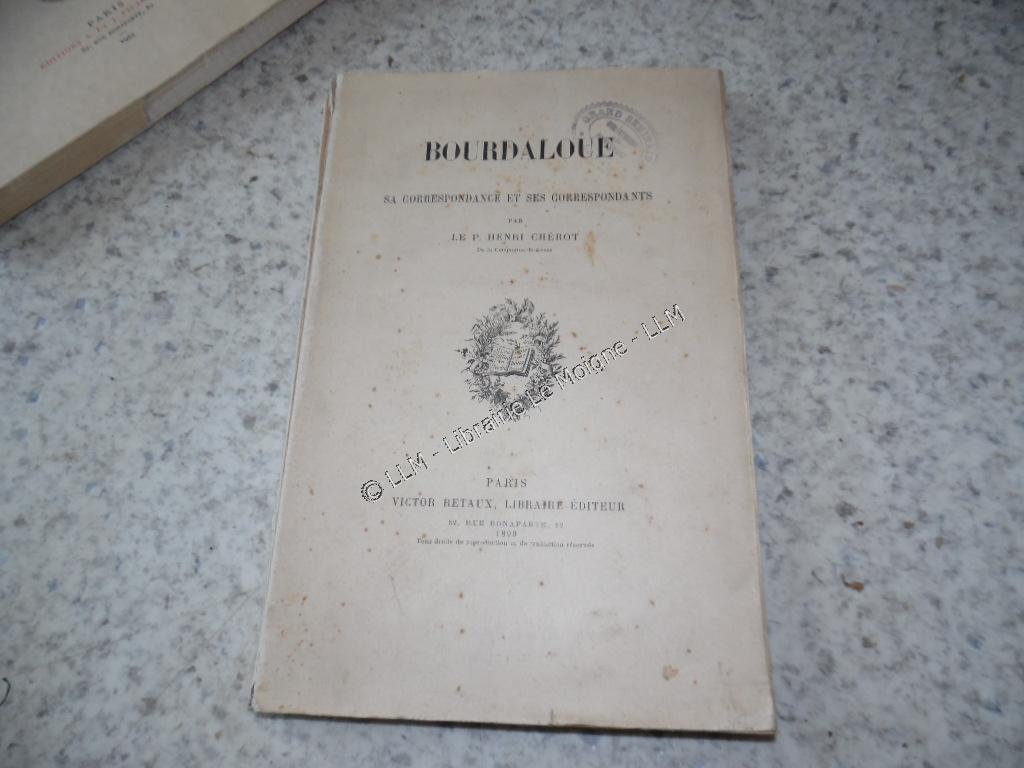 PARIS
BOURDALOUE
GRAND
SA CORRESPONDANCE ET SES CORRESPONDANTS
PAR
LE P. HENRI CHÉROT
De la Compagnie de Jésus
© LLM - Librairie Le Moigne - LLM
PARIS
VICTOR RETAUX, LIBRAIRE-ÉDITEUR
82, RUE BONAPARTE, 82
1899
Tous droits de reproduction et de traduction réservés